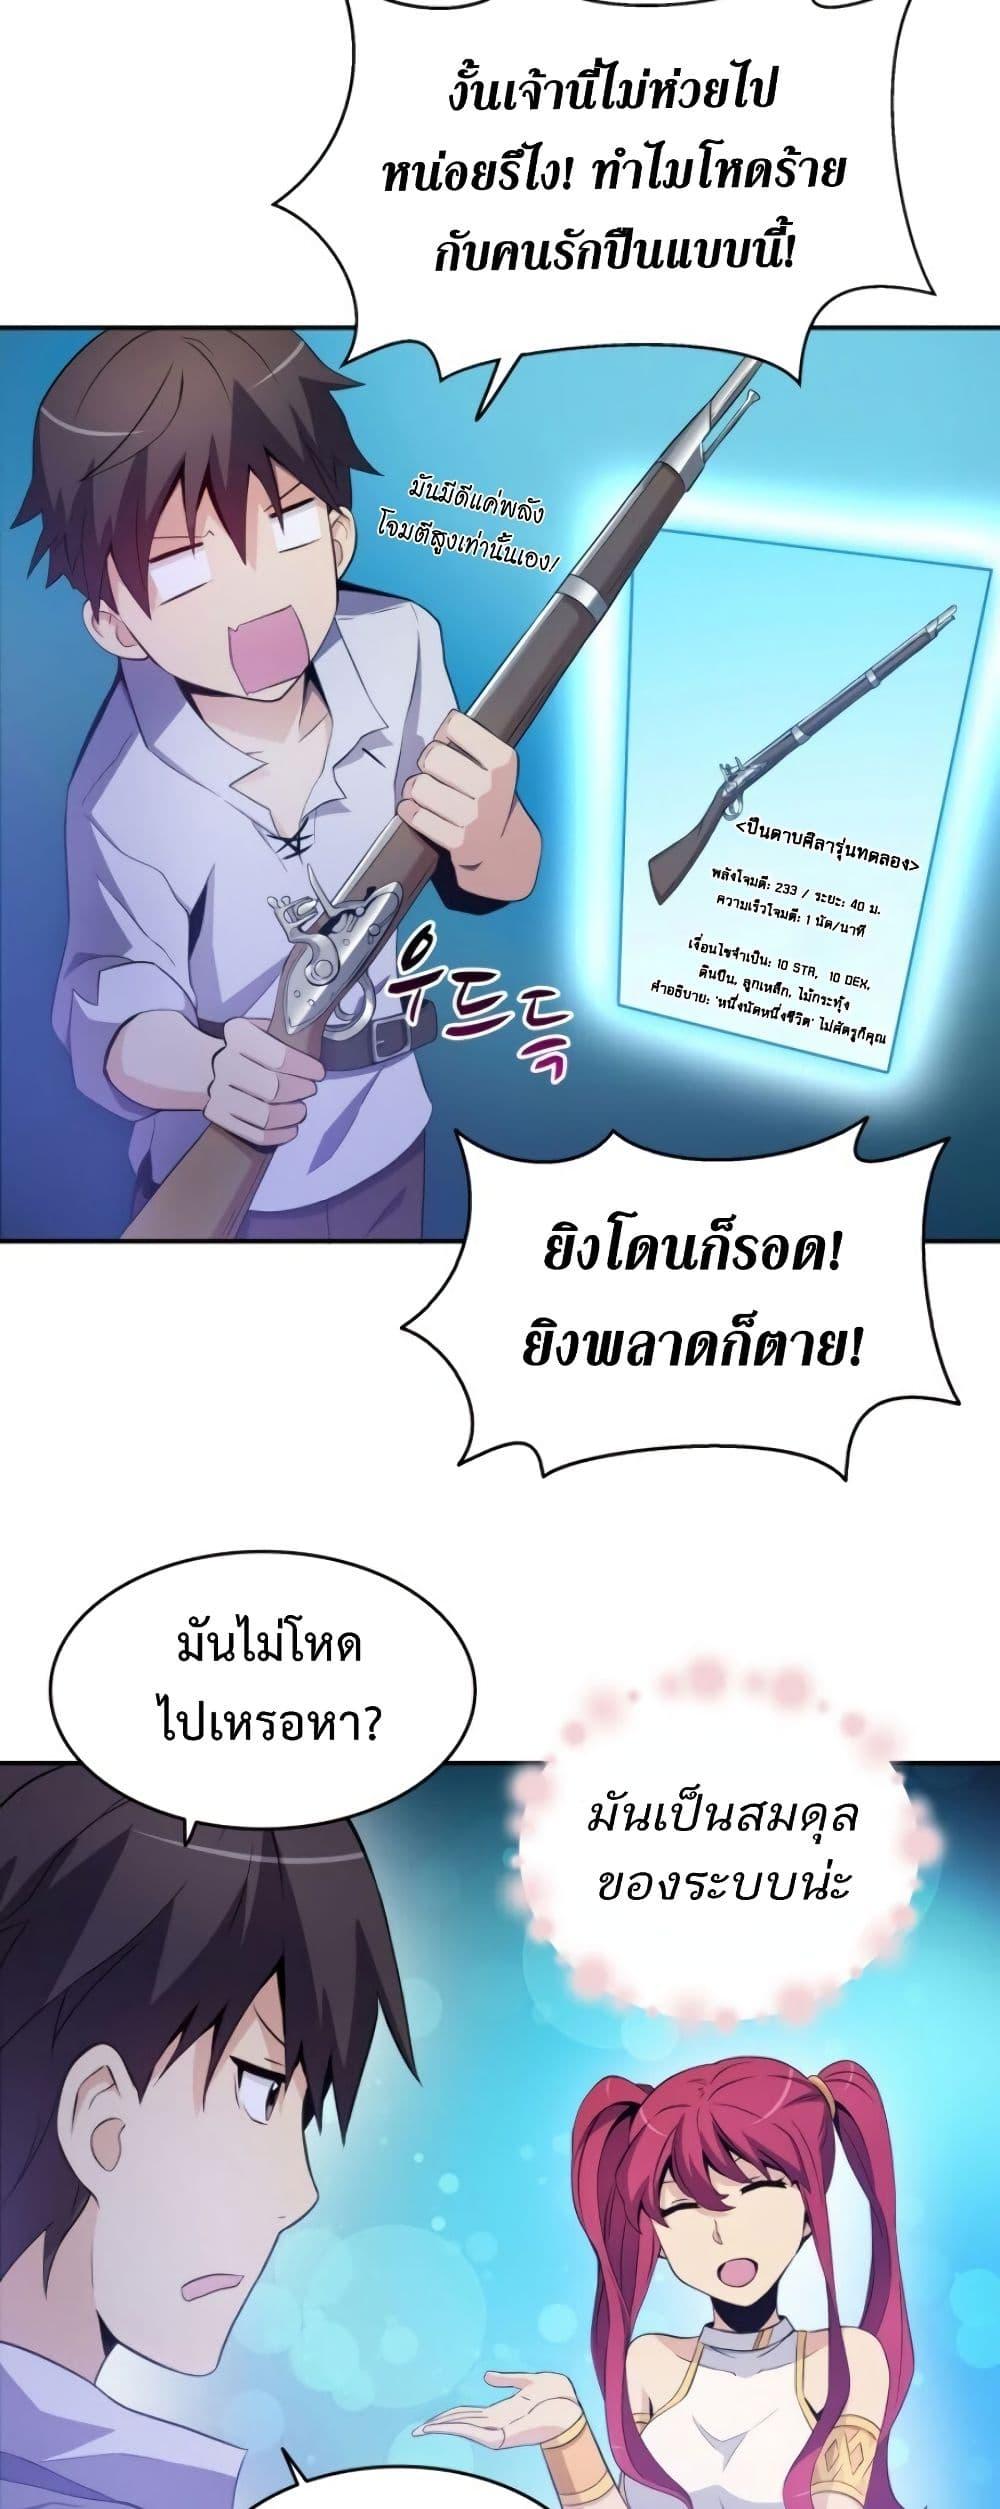 งั้นเจ้านี่ไม่ห่วยไป
หน่อยรึไง! ทำไมโหดร้าย
กับคนรักปืนแบบนี้!
มันมีดีแค่พลัง
โจมตีสูงเท่านั้นเอง!
<ปืนคาบศิลารุ่นทดลอง>
พลังโจมตี: 233 / ระยะ: 40 ม.
ความเร็วโจมตี: 1 นัด/นาที
เงื่อนไขจำเป็น: 10 STR, 10 DEX,
ดินปืน, ลูกเหล็ก, ไม้กระทุ้ง
คำอธิบาย: 'หนึ่งนัดหนึ่งชีวิต' ไม่ศัตรูก็คุณ
우드득
ยิงโดนก็รอด!
ยิงพลาดก็ตาย!
มันไม่โหด
ไปเหรอหา?
มันเป็นสมดุล
ของระบบน่ะ